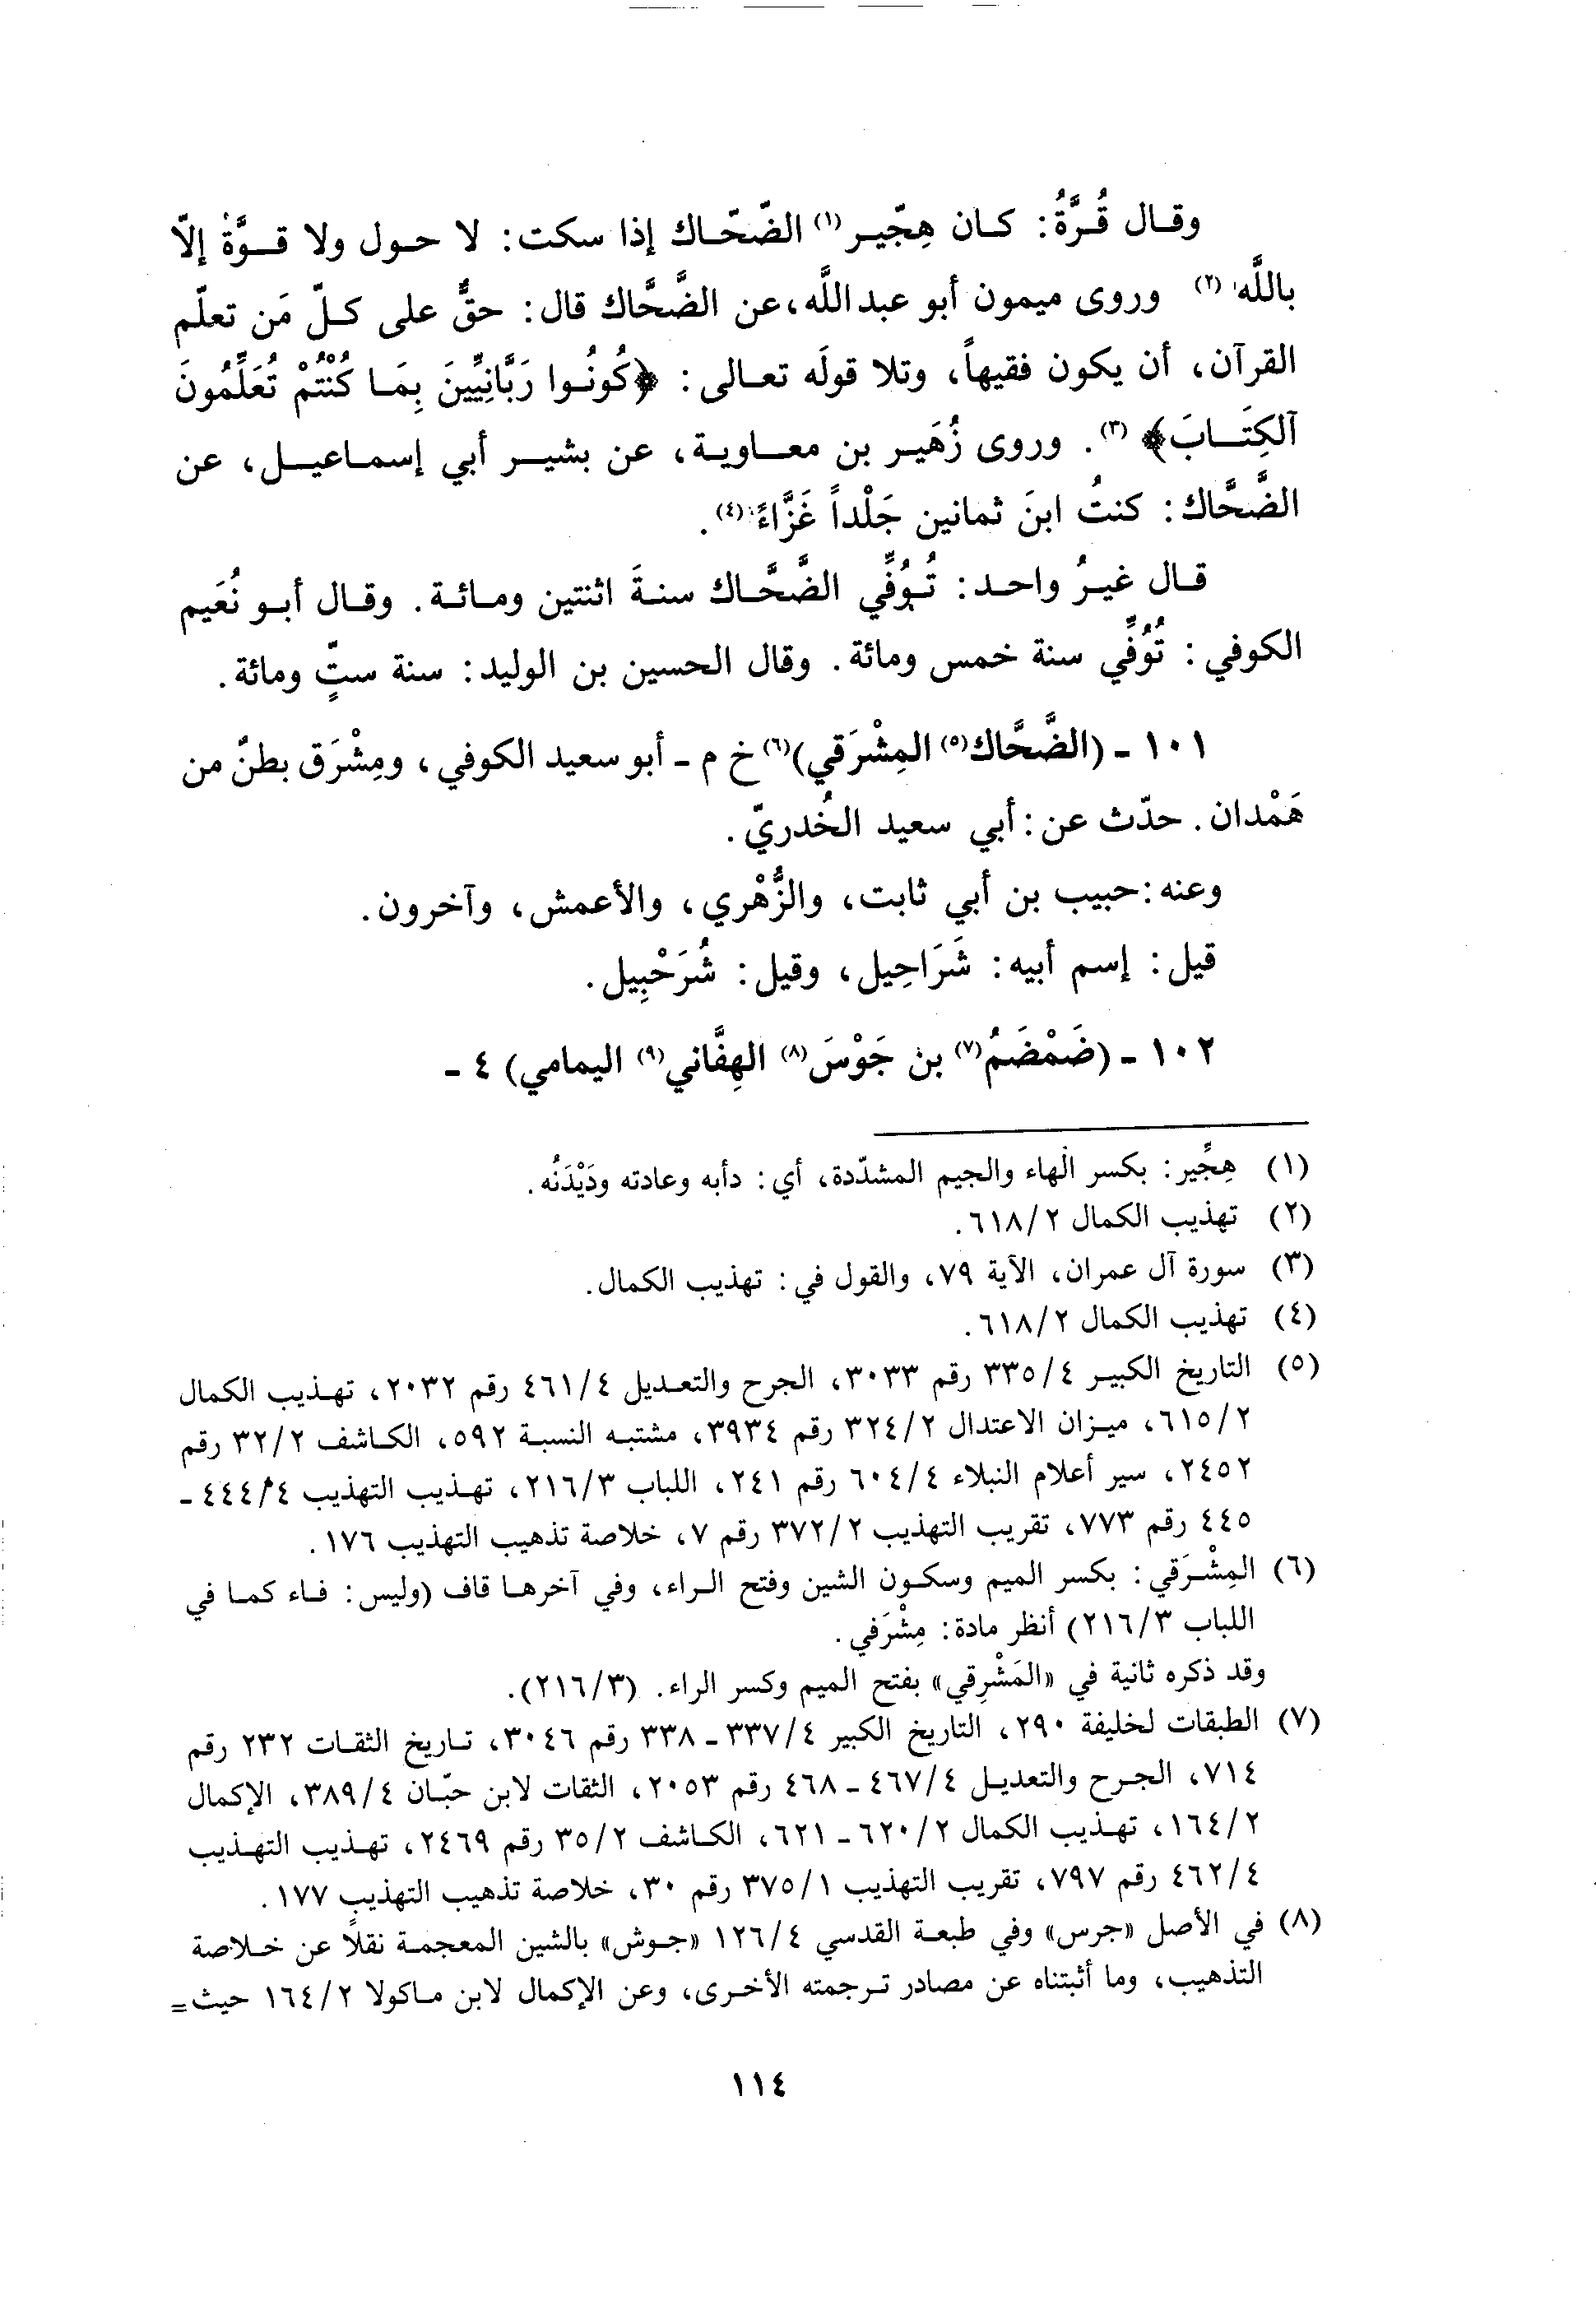 وقال قُرَّةُ: كان هِجّير(١) الضّحّاك إذا سكت: لا حول ولا قوَّةَ إلاّ
باللَّه(٢) وروى ميمون أبو عبداللَّه، عن الضَّحَّاك قال: حقٌّ على كلّ مَن تعلّم
القرآن، أن يكون فقيهاً، وتلا قولَه تعالى: ﴿كُونُوا رَبَّانِيِّينَ بِمَا كُنْتُمْ تُعَلِّمُونَ
آلكِتَابَ﴾(٣). وروى زُهَير بن معاوية، عن بشير أبي إسماعيل، عن
الضَّحَّاك: كنتُ ابنَ ثمانين جَلْداً غَزَّاءً(٤).
قال غيرُ واحد: تُوُفِّي الضَّحَّاك سنةَ اثنتين ومائة. وقال أبو نُعَيم
الكوفي: تُوُفِّي سنة خمس ومائة. وقال الحسين بن الوليد: سنة ستٍّ ومائة.
١٠١ - (الضَّحَّاك(٥) المِشْرَقي)(٦) خ م - أبو سعيد الكوفي، ومِشْرَق بطنٌ من
هَمْدان. حدّث عن: أبي سعيد الخُدريّ.
وعنه: حبيب بن أبي ثابت، والزُّهْري، والأعمش، وآخرون.
قيل: إسم أبيه: شَرَاحِيل، وقيل: شُرَحْبِيل.
١٠٢ - (ضَمْضَمُ(٧) بن جَوْسَ(٨) الهِفَّاني(٩) اليمامي) ٤ -
(١) هِجِّير: بكسر الهاء والجيم المشدّدة، أي: دأبه وعادته ودَيْدَنُه.
(٢) تهذيب الكمال ٢/٦١٨.
(٣) سورة آل عمران، الآية ٧٩، والقول في: تهذيب الكمال.
(٤) تهذيب الكمال ٢/٦١٨.
(٥) التاريخ الكبير ٤/٣٣٥ رقم ٣٠٣٣، الجرح والتعديل ٤/٤٦١ رقم ٢٠٣٢، تهذيب الكمال
٢/٦١٥، ميزان الاعتدال ٢/٣٢٤ رقم ٣٩٣٤، مشتبه النسبة ٥٩٢، الكاشف ٢/٣٢ رقم
٢٤٥٢، سير أعلام النبلاء ٤/٦٠٤ رقم ٢٤١، اللباب ٣/٢١٦، تهذيب التهذيب ٤/٤٤٤ -
٤٤٥ رقم ٧٧٣، تقريب التهذيب ٢/٣٧٢ رقم ٧، خلاصة تذهيب التهذيب ١٧٦.
(٦) المِشْرَقي: بكسر الميم وسكون الشين وفتح الراء، وفي آخرها قاف (وليس: فاء كما في
اللباب ٣/٢١٦) أنظر مادة: مِشْرَفي.
وقد ذكره ثانية في «المَشْرِقي» بفتح الميم وكسر الراء. (٣/٢١٦).
(٧) الطبقات لخليفة ٢٩٠، التاريخ الكبير ٤/٣٣٧ - ٣٣٨ رقم ٣٠٤٦، تاريخ الثقات ٢٣٢ رقم
٧١٤، الجرح والتعديل ٤/٤٦٧ - ٤٦٨ رقم ٢٠٥٣، الثقات لابن حبّان ٤/٣٨٩، الإكمال
٢/١٦٤، تهذيب الكمال ٢/٦٢٠ - ٦٢١، الكاشف ٢/٣٥ رقم ٢٤٦٩، تهذيب التهذيب
٤/٤٦٢ رقم ٧٩٧، تقريب التهذيب ١/٣٧٥ رقم ٣٠، خلاصة تذهيب التهذيب ١٧٧.
(٨) في الأصل «جرس» وفي طبعة القدسي ٤/١٢٦ «جوش» بالشين المعجمة نقلاً عن خلاصة
التذهيب، وما أثبتناه عن مصادر ترجمته الأخرى، وعن الإكمال لابن ماكولا ٢/١٦٤ حيث=
١١٤